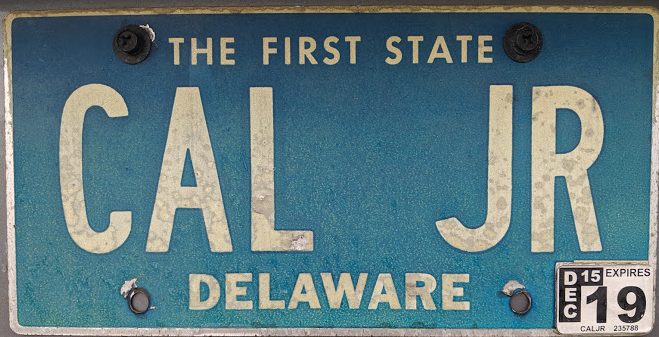 THE FIRST STATE
CAL JR
DELAWARE
DEC 15 EXPIRES
19
CALJR 235788